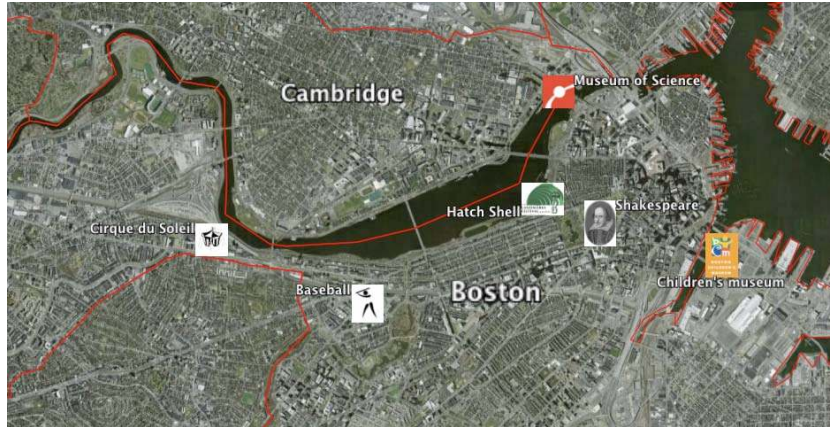 Museum of Science
Cambridge
Hatch Shell
Shakespeare
Cirque du Soleil
Children's museum
Baseball
Boston